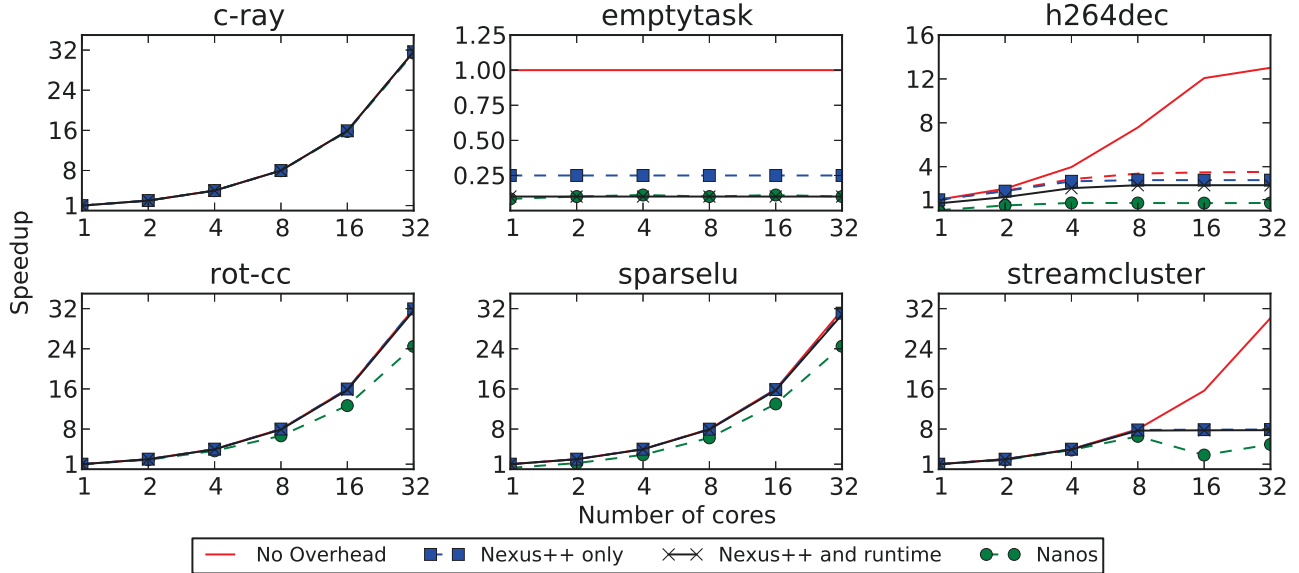 c-ray
emptytask
h264dec
32
16
8
1
1 2 4 8 16 32
1.25
1.00
0.75
0.50
0.25
1 2 4 8 16 32
16
12
8
4
1
1 2 4 8 16 32
Speedup
rot-cc
sparselu
streamcluster
32
24
16
8
1
1 2 4 8 16 32
32
24
16
8
1
1 2 4 8 16 32
32
24
16
8
1
1 2 4 8 16 32
Number of cores
No Overhead Nexus++ only Nexus++ and runtime Nanos